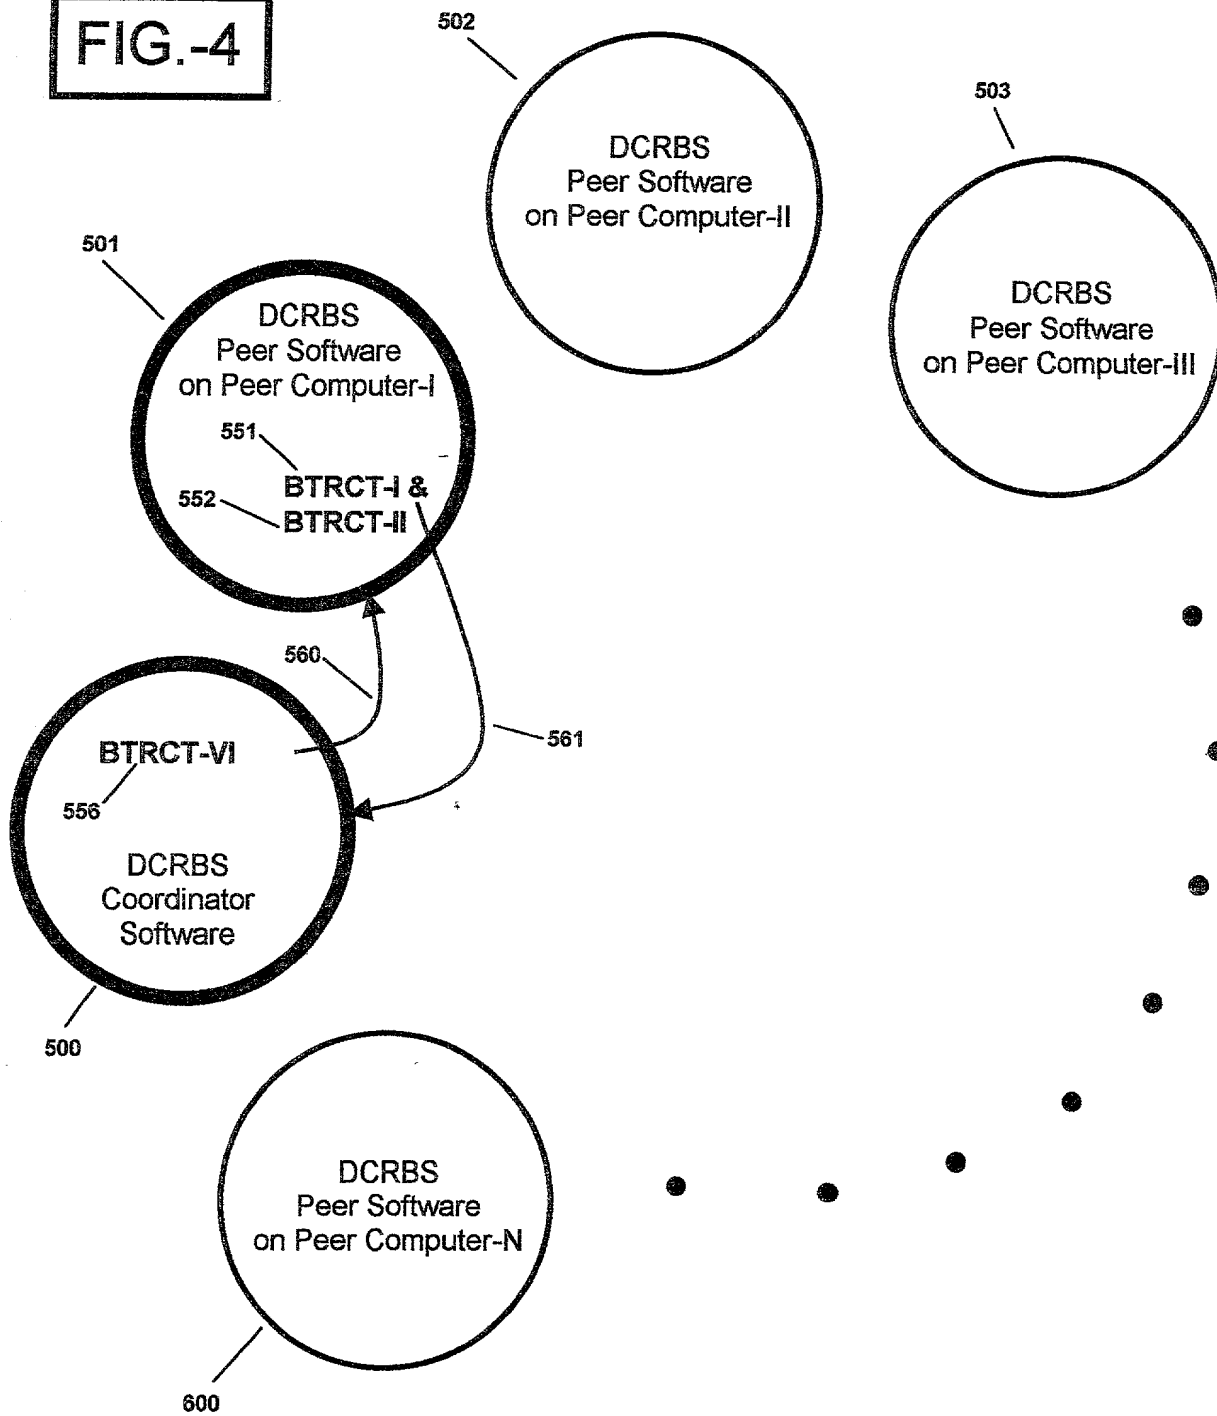 FIG.-4
502
DCRBS
Peer Software
on Peer Computer-II
503
DCRBS
Peer Software
on Peer Computer-III
501
DCRBS
Peer Software
on Peer Computer-I
551
BTRCT-I &
552
BTRCT-II
560
561
BTRCT-VI
556
DCRBS
Coordinator
Software
500
DCRBS
Peer Software
on Peer Computer-N
600